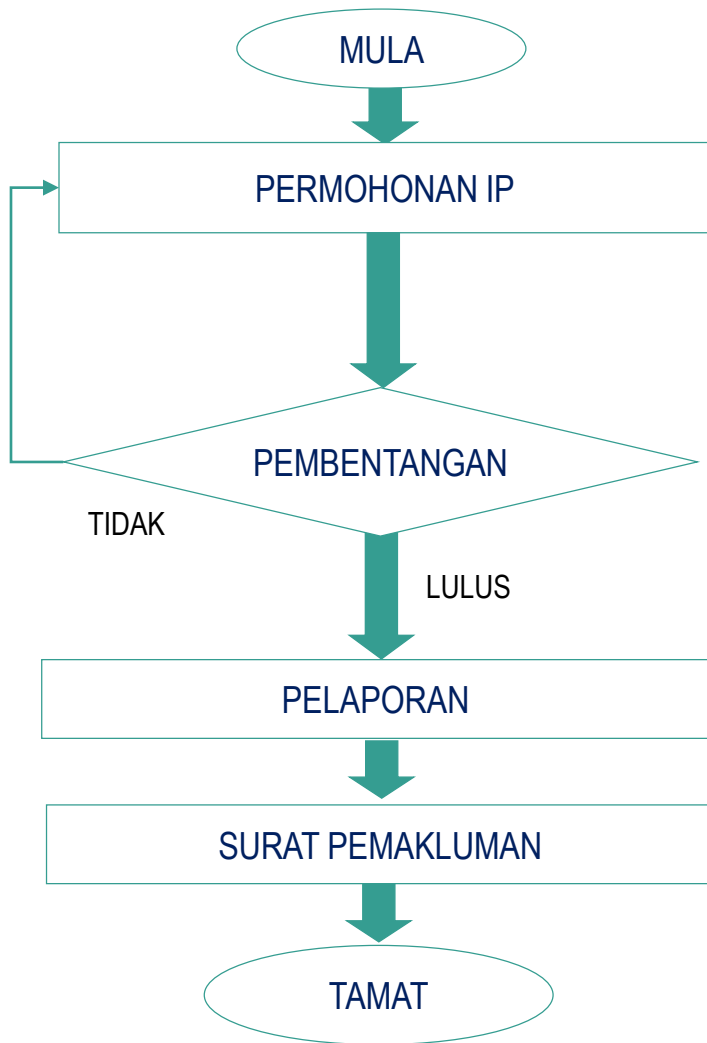 MULA
PERMOHONAN IP
PEMBENTANGAN
TIDAK
LULUS
PELAPORAN
SURAT PEMAKLUMAN
TAMAT